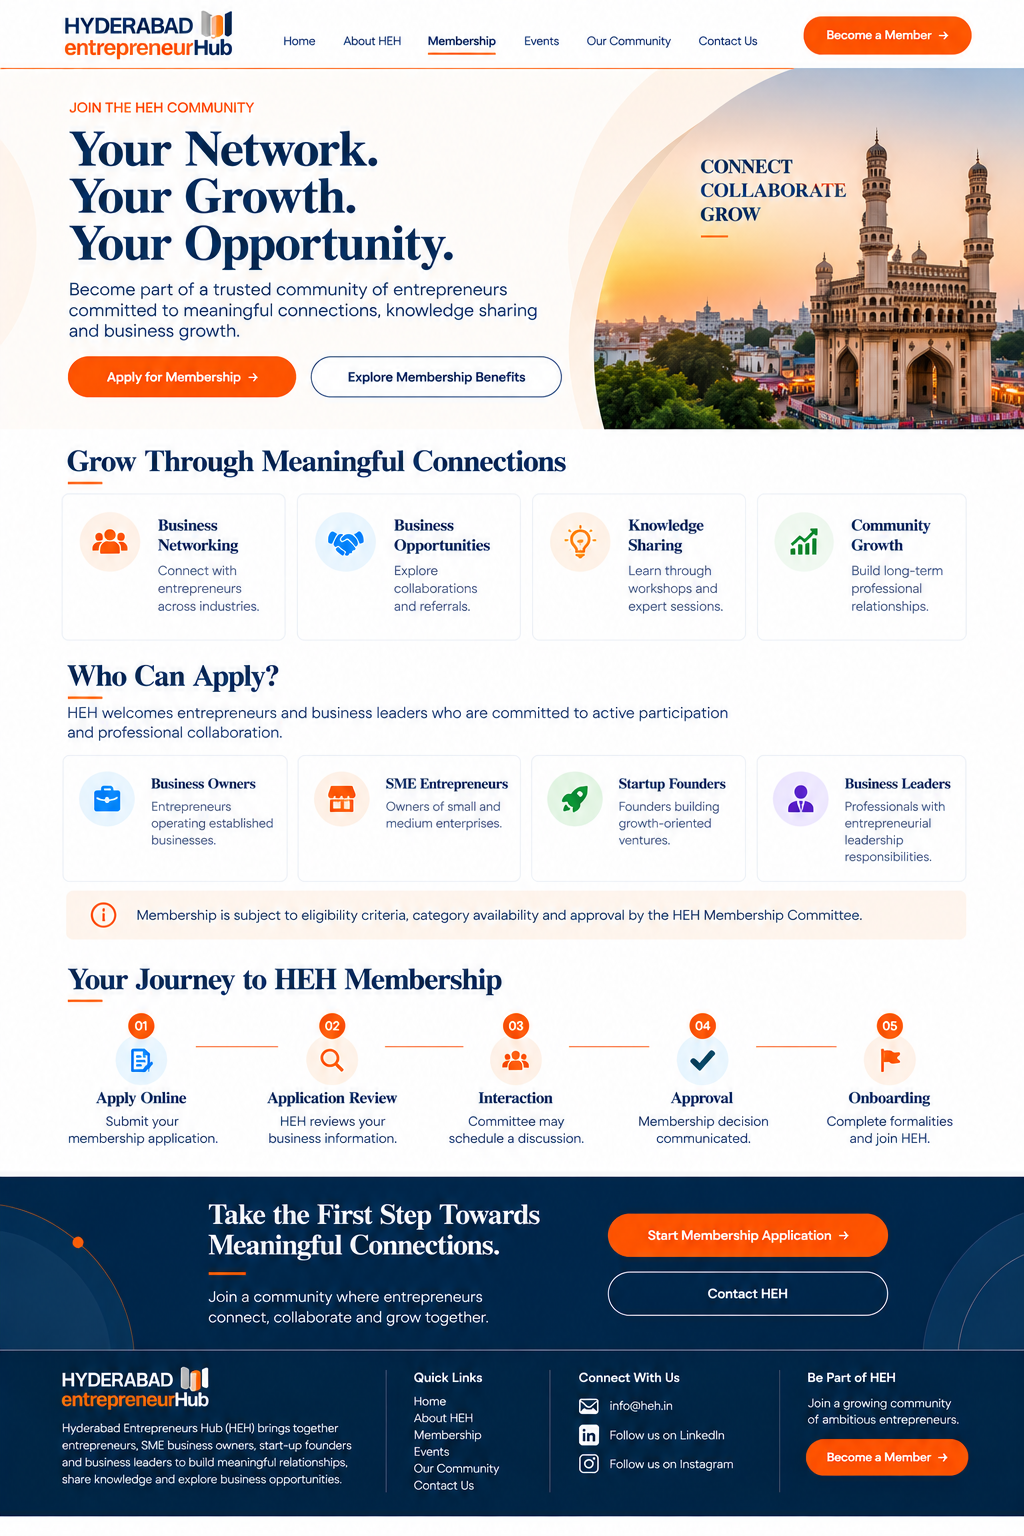 HYDERABAD
entrepreneurHub
Home
About HEH
Membership
Events
Our Community
Contact Us
Become a Member →
JOIN THE HEH COMMUNITY
Your Network.
Your Growth.
Your Opportunity.
Become part of a trusted community of entrepreneurs
committed to meaningful connections, knowledge sharing
and business growth.
Apply for Membership →
Explore Membership Benefits
CONNECT
COLLABORATE
GROW
Grow Through Meaningful Connections
Business
Networking
Connect with
entrepreneurs
across industries.
Business
Opportunities
Explore
collaborations
and referrals.
Knowledge
Sharing
Learn through
workshops and
expert sessions.
Community
Growth
Build long-term
professional
relationships.
Who Can Apply?
HEH welcomes entrepreneurs and business leaders who are committed to active participation
and professional collaboration.
Business Owners
Entrepreneurs
operating established
businesses.
SME Entrepreneurs
Owners of small and
medium enterprises.
Startup Founders
Founders building
growth-oriented
ventures.
Business Leaders
Professionals with
entrepreneurial
leadership
responsibilities.
Membership is subject to eligibility criteria, category availability and approval by the HEH Membership Committee.
Your Journey to HEH Membership
01
Apply Online
Submit your
membership application.
02
Application Review
HEH reviews your
business information.
03
Interaction
Committee may
schedule a discussion.
04
Approval
Membership decision
communicated.
05
Onboarding
Complete formalities
and join HEH.
Take the First Step Towards
Meaningful Connections.
Join a community where entrepreneurs
connect, collaborate and grow together.
Start Membership Application →
Contact HEH
HYDERABAD
entrepreneurHub
Hyderabad Entrepreneurs Hub (HEH) brings together
entrepreneurs, SME business owners, start-up founders
and business leaders to build meaningful relationships,
share knowledge and explore business opportunities.
Quick Links
Home
About HEH
Membership
Events
Our Community
Contact Us
Connect With Us
info@heh.in
Follow us on LinkedIn
Follow us on Instagram
Be Part of HEH
Join a growing community
of ambitious entrepreneurs.
Become a Member →